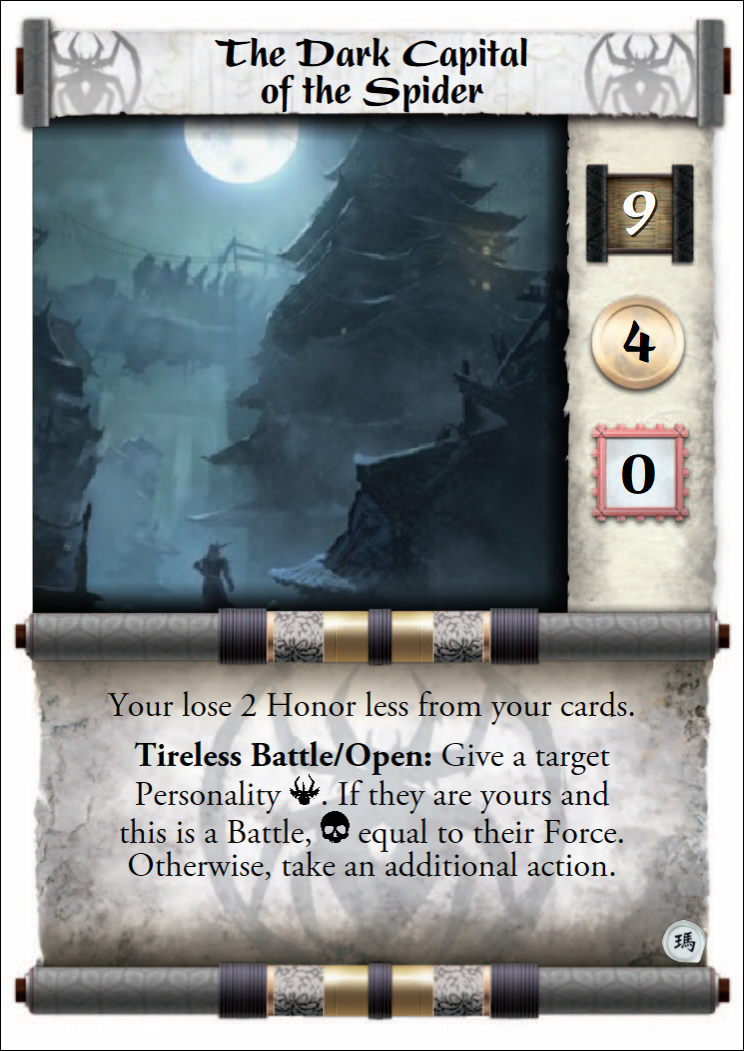 The Dark Capital
of the Spider
9
4
0
Your lose 2 Honor less from your cards.
Tireless Battle/Open: Give a target
Personality . If they are yours and
this is a Battle, equal to their Force.
Otherwise, take an additional action.
瑪